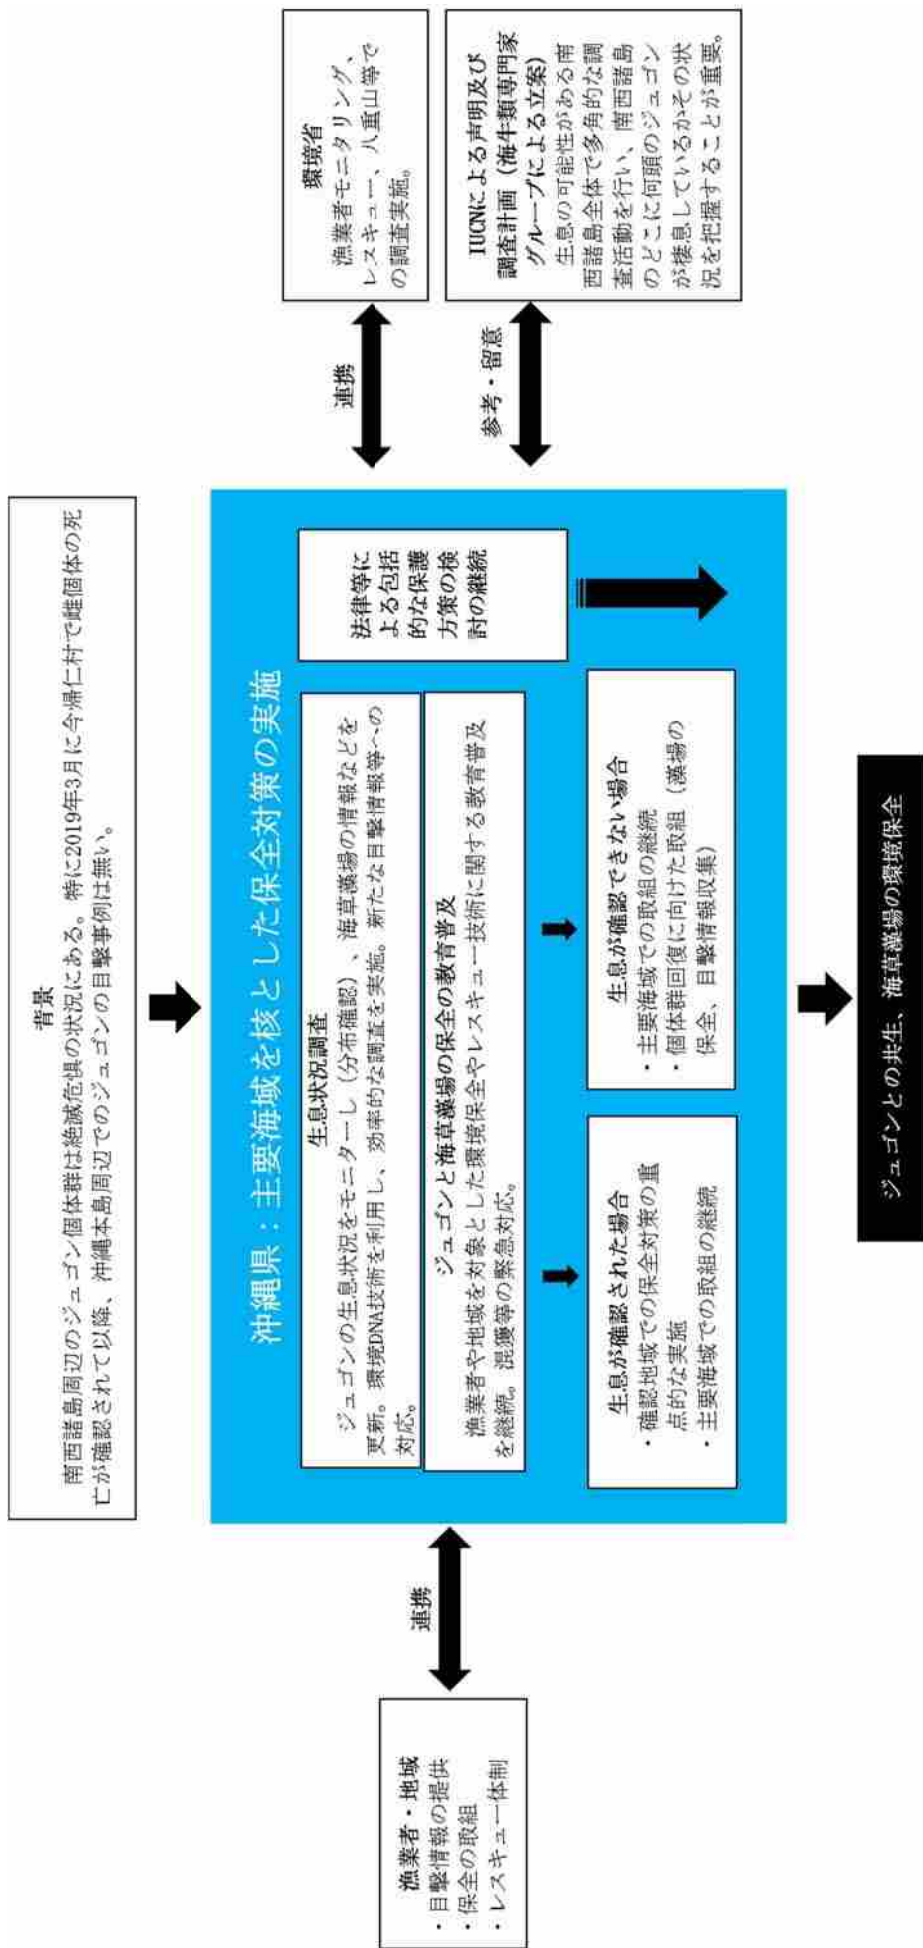 背景
南西諸島周辺のジュゴン個体群は絶滅危惧の状況にある。特に2019年3月に今帰仁村で雌個体の死
亡が確認されて以降、沖縄本島周辺でのジュゴンの目撃事例は無い。
沖縄県：主要海域を核とした保全対策の実施
生息状況調査
ジュゴンの生息状況をモニターし（分布確認）、海草藻場の情報などを
更新。環境DNA技術を利用し、効率的な調査を実施。新たな目撃情報等への
対応。
ジュゴンと海草藻場の保全の教育普及
漁業者や地域を対象とした環境保全やレスキュー技術に関する教育普及
を継続。混獲等の緊急対応。
生息が確認された場合
・確認地域での保全対策の重
点的な実施
・主要海域での取組の継続
生息が確認できない場合
・主要海域での取組の継続
・個体群回復に向けた取組（藻場の
保全、目撃情報収集）
法律等に
よる包括
的な保護
方策の検
討の継続
漁業者・地域
・目撃情報の提供
・保全の取組
・レスキュー体制
連携
連携
環境省
漁業者モニタリング、
レスキュー、八重山等で
の調査実施。
参考・留意
IUCNによる声明及び
調査計画（海牛類専門家
グループによる立案）
生息の可能性がある南
西諸島全体で多角的な調
査活動を行い、南西諸島
のどこに何頭のジュゴン
が棲息しているかその状
況を把握することが重要。
ジュゴンとの共生、海草藻場の環境保全